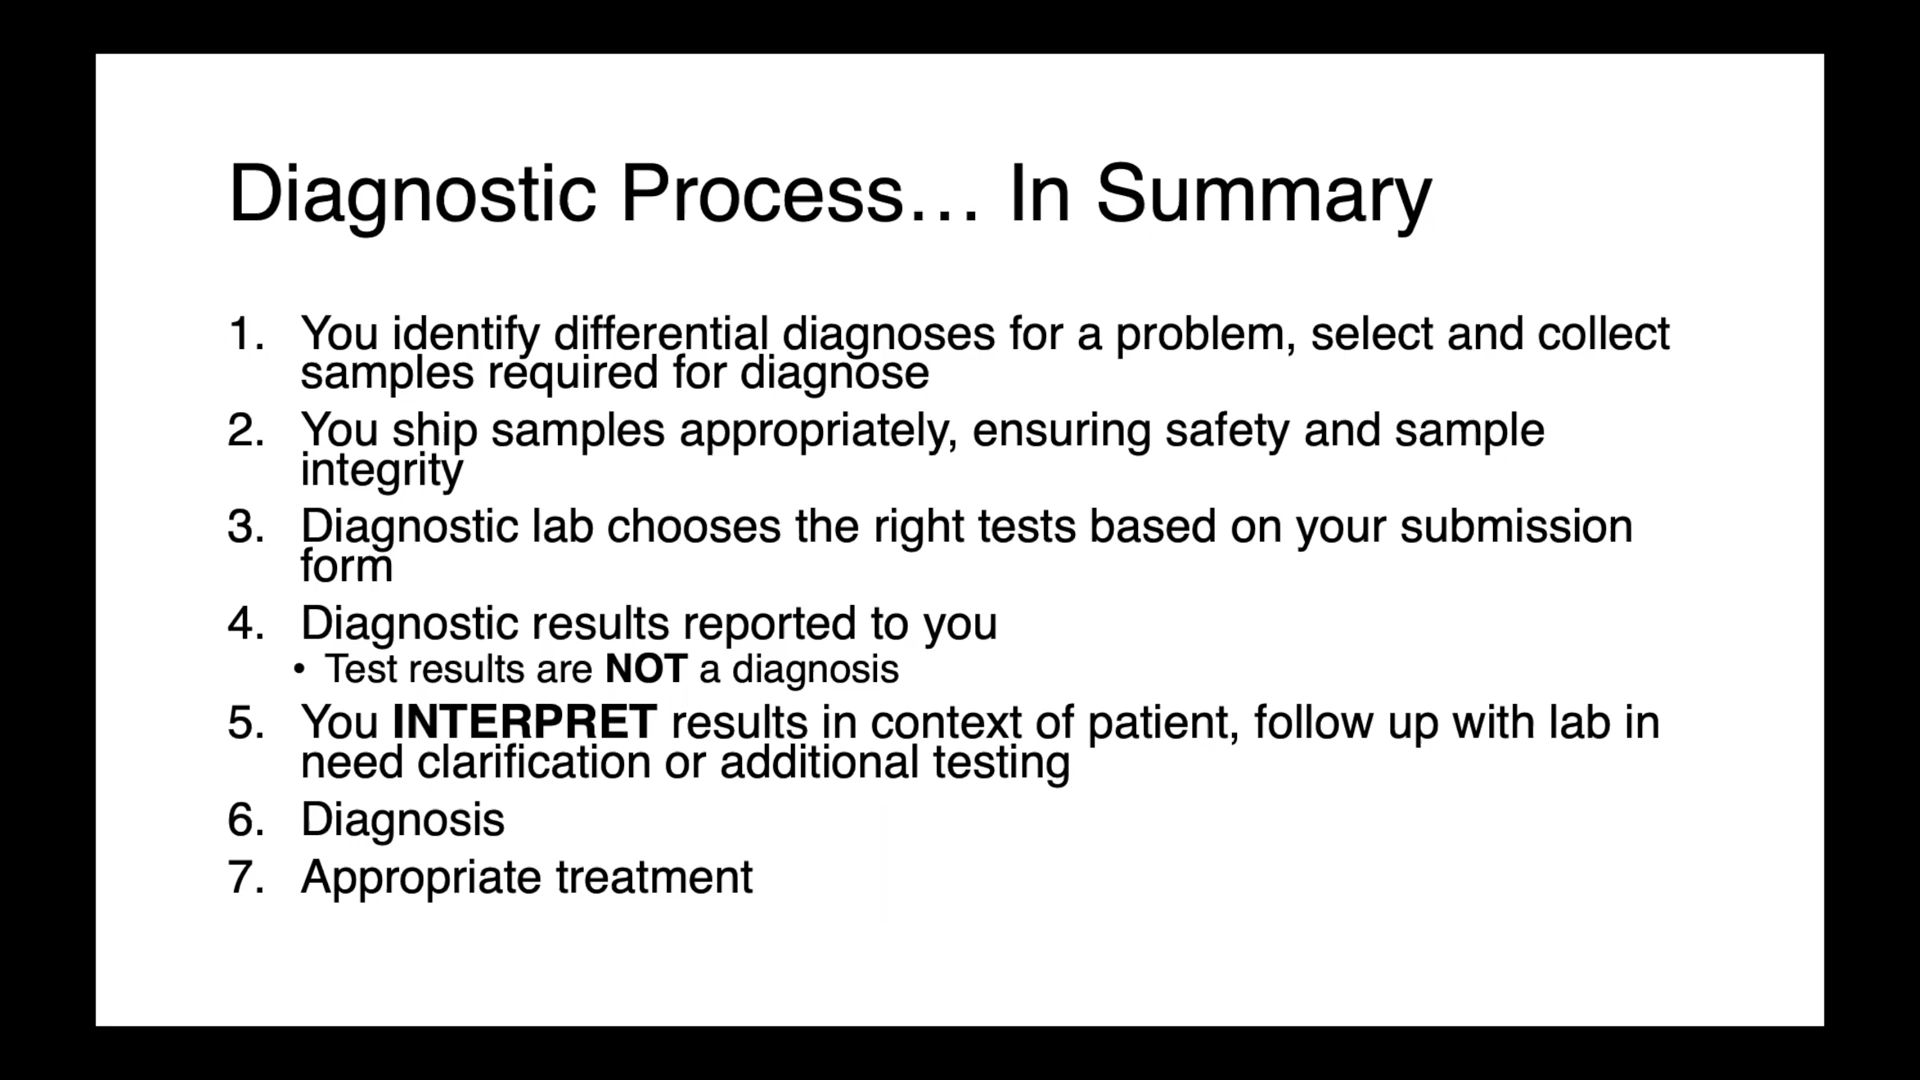 Diagnostic Process… In Summary
1. You identify differential diagnoses for a problem, select and collect
samples required for diagnose
2. You ship samples appropriately, ensuring safety and sample
integrity
3. Diagnostic lab chooses the right tests based on your submission
form
4. Diagnostic results reported to you
• Test results are NOT a diagnosis
5. You INTERPRET results in context of patient, follow up with lab in
need clarification or additional testing
6. Diagnosis
7. Appropriate treatment